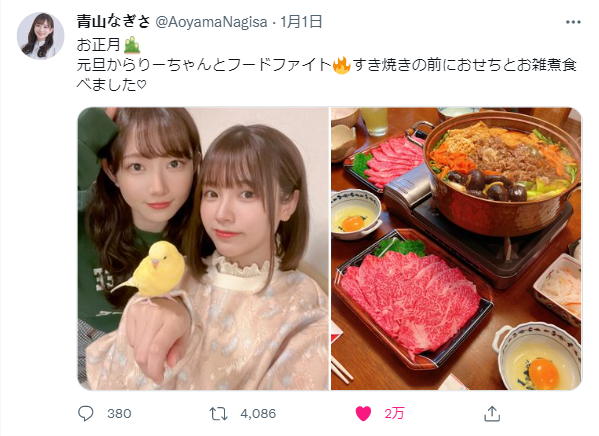 青山なぎさ @AoyamaNagisa · 1月1日
お正月🎍
元旦からりーちゃんとフードファイト🔥すき焼きの前におせちとお雑煮食
べました♡
380 4,086 2万